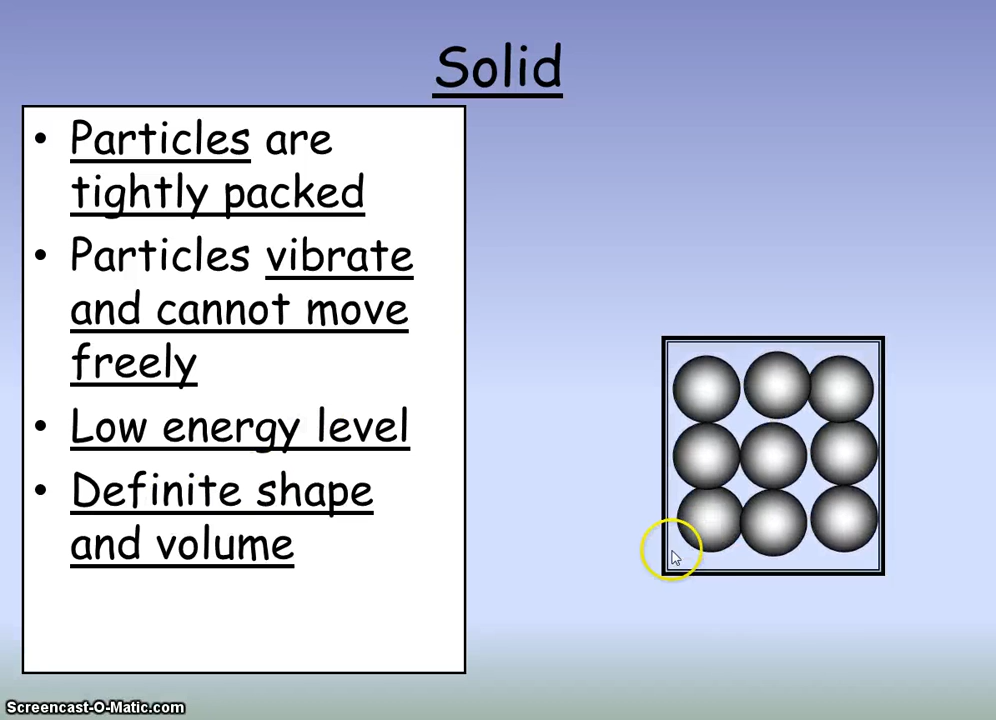 Solid
• Particles are
tightly packed
• Particles vibrate
and cannot move
freely
• Low energy level
• Definite shape
and volume
Screencast-O-Matic.com